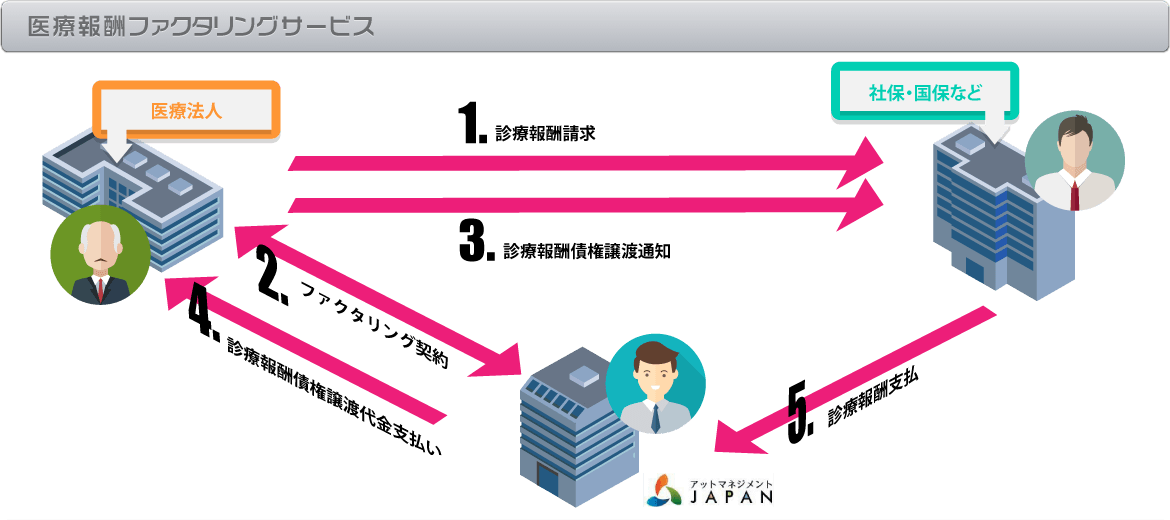 医療報酬ファクタリングサービス
医療法人
社保・国保など
1. 診療報酬請求
3. 診療報酬債権譲渡通知
2. ファクタリング契約
4. 診療報酬債権譲渡代金支払い
5. 診療報酬支払
アットマネジメント
JAPAN